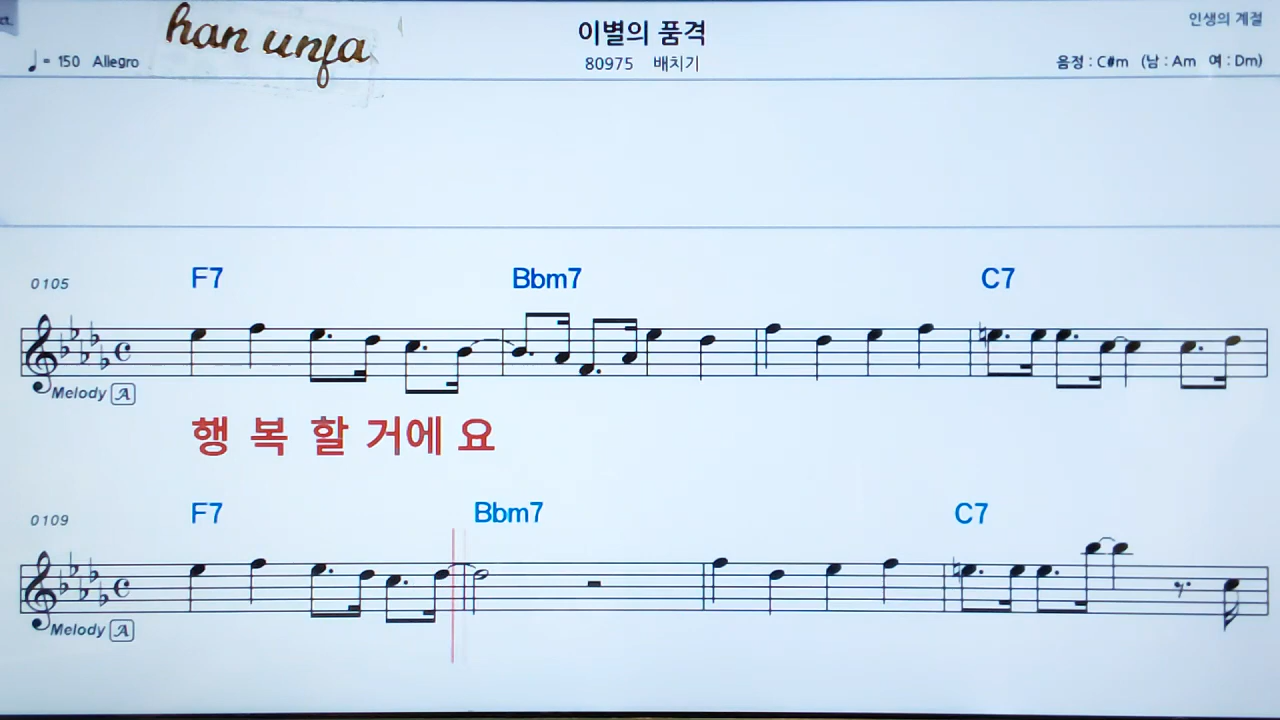 ct.
han unja
이별의 품격
인생의 계절
♩= 150 Allegro
80975 배치기
음정 : C#m (남 : Am 여 : Dm)
0105
F7 Bbm7 C7
Melody A
행 복 할 거에 요
0109
F7 Bbm7 C7
Melody A